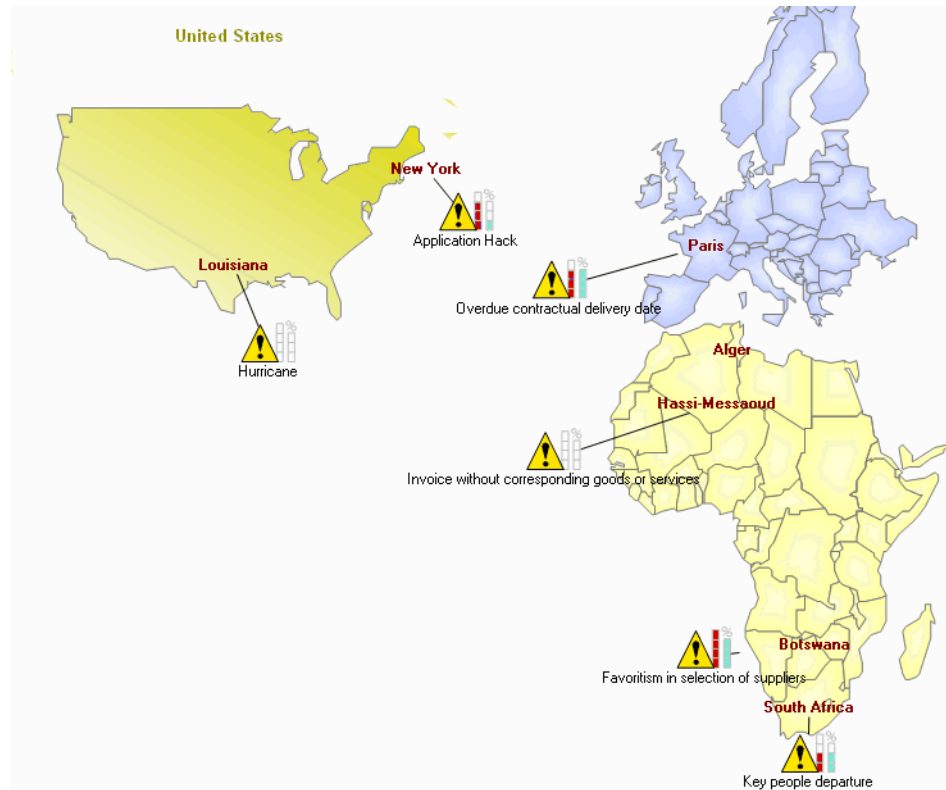 United States
New York
%
Application Hack
Louisiana
%
Hurricane
Paris
%
Overdue contractual delivery date
Alger
Hassi-Messaoud
%
Invoice without corresponding goods or services
Botswana
%
Favoritism in selection of suppliers
South Africa
%
Key people departure